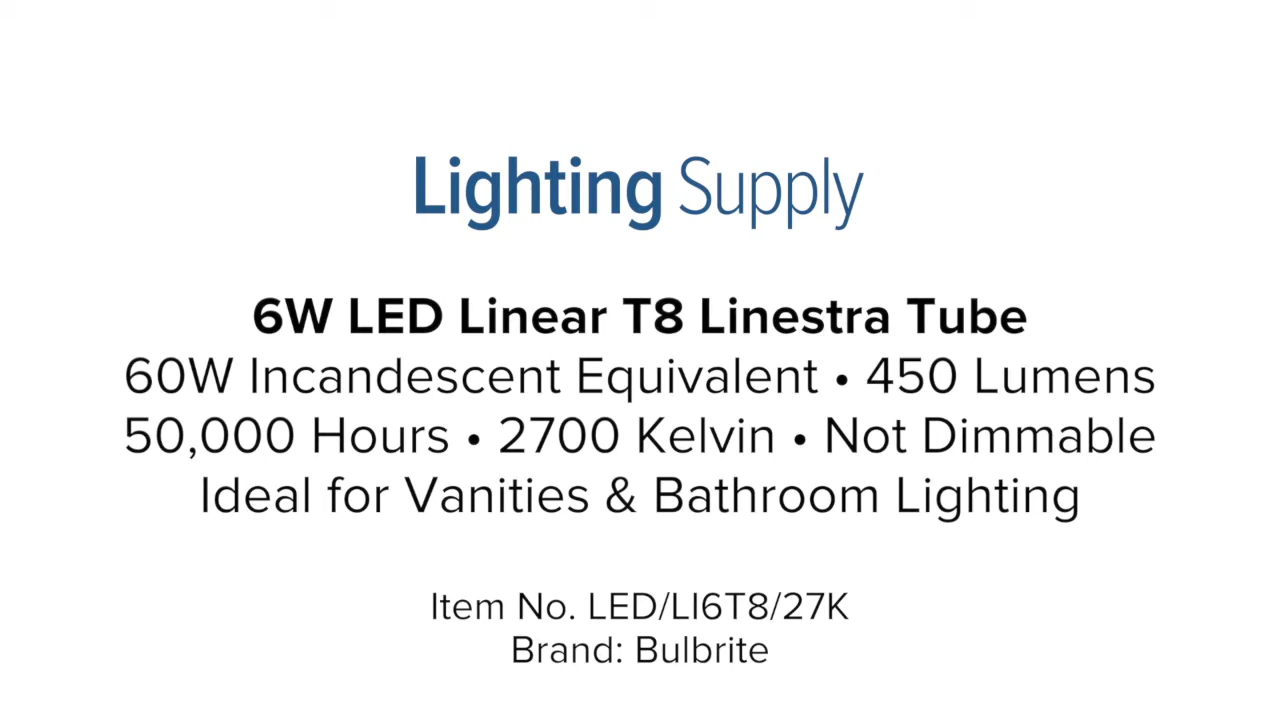 Lighting Supply
6W LED Linear T8 Linestra Tube
60W Incandescent Equivalent • 450 Lumens
50,000 Hours • 2700 Kelvin • Not Dimmable
Ideal for Vanities & Bathroom Lighting
Item No. LED/LI6T8/27K
Brand: Bulbrite